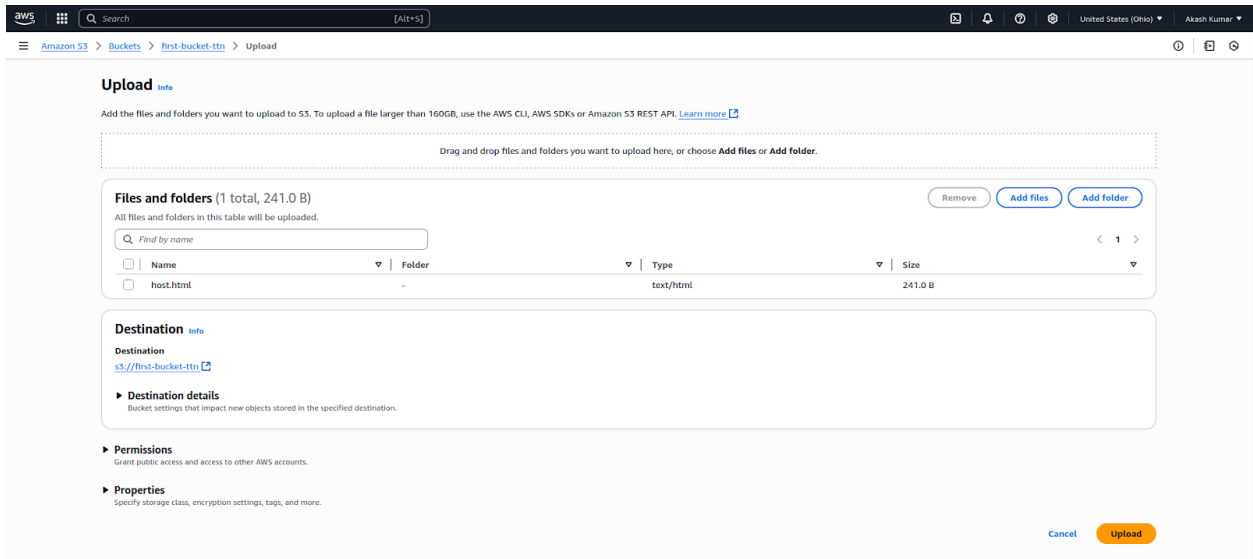 aws
Search [Alt+S] United States (Ohio) Akash Kumar
Amazon S3 > Buckets > first-bucket-ttn > Upload
Upload Info
Add the files and folders you want to upload to S3. To upload a file larger than 160GB, use the AWS CLI, AWS SDKs or Amazon S3 REST API. Learn more
Drag and drop files and folders you want to upload here, or choose Add files or Add folder.
Files and folders (1 total, 241.0 B)
Remove Add files Add folder
All files and folders in this table will be uploaded.
Find by name
1
Name Folder Type Size
host.html - text/html 241.0 B
Destination Info
Destination
s3://first-bucket-ttn
Destination details
Bucket settings that impact new objects stored in the specified destination.
Permissions
Grant public access and access to other AWS accounts.
Properties
Specify storage class, encryption settings, tags, and more.
Cancel Upload